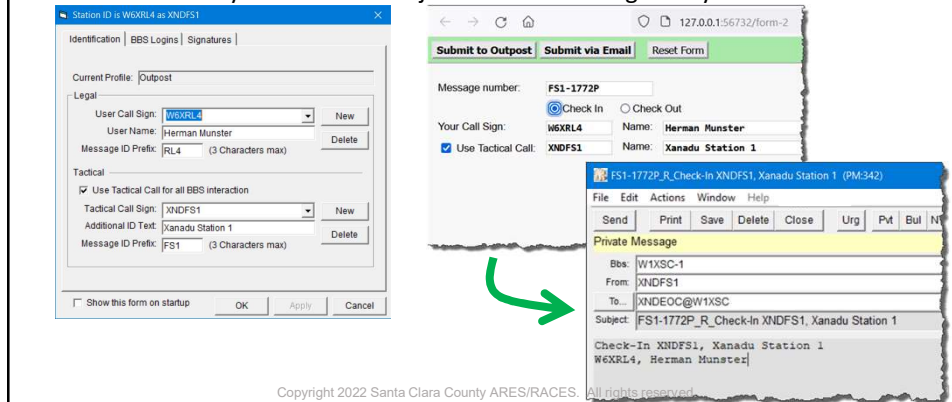 Station ID is W6XRL4 as XNDFS1
Identification BBS Logins Signatures
Current Profile: Outpost
Legal
User Call Sign: W6XRL4 New
User Name: Herman Munster Delete
Message ID Prefix: RL4 (3 Characters max)
Tactical
Use Tactical Call for all BBS interaction
Tactical Call Sign: XNDFS1 New
Additional ID Text: Xanadu Station 1 Delete
Message ID Prefix: FS1 (3 Characters max)
Show this form on startup OK Apply Cancel
127.0.0.1:56732/form-2
Submit to Outpost Submit via Email Reset Form
Message number: FS1-1772P
Check In Check Out
Your Call Sign: W6XRL4 Name: Herman Munster
Use Tactical Call: XNDFS1 Name: Xanadu Station 1
FS1-1772P_R_Check-In XNDFS1, Xanadu Station 1 (PM:342)
File Edit Actions Window Help
Send Print Save Delete Close Urg Pvt Bul
Private Message
Bbs: W1XSC-1
From: XNDFS1
To... XNDEOC@W1XSC
Subject: FS1-1772P_R_Check-In XNDFS1, Xanadu Station 1
Check-In XNDFS1, Xanadu Station 1
W6XRL4, Herman Munster
Copyright 2022 Santa Clara County ARES/RACES. All rights reserved